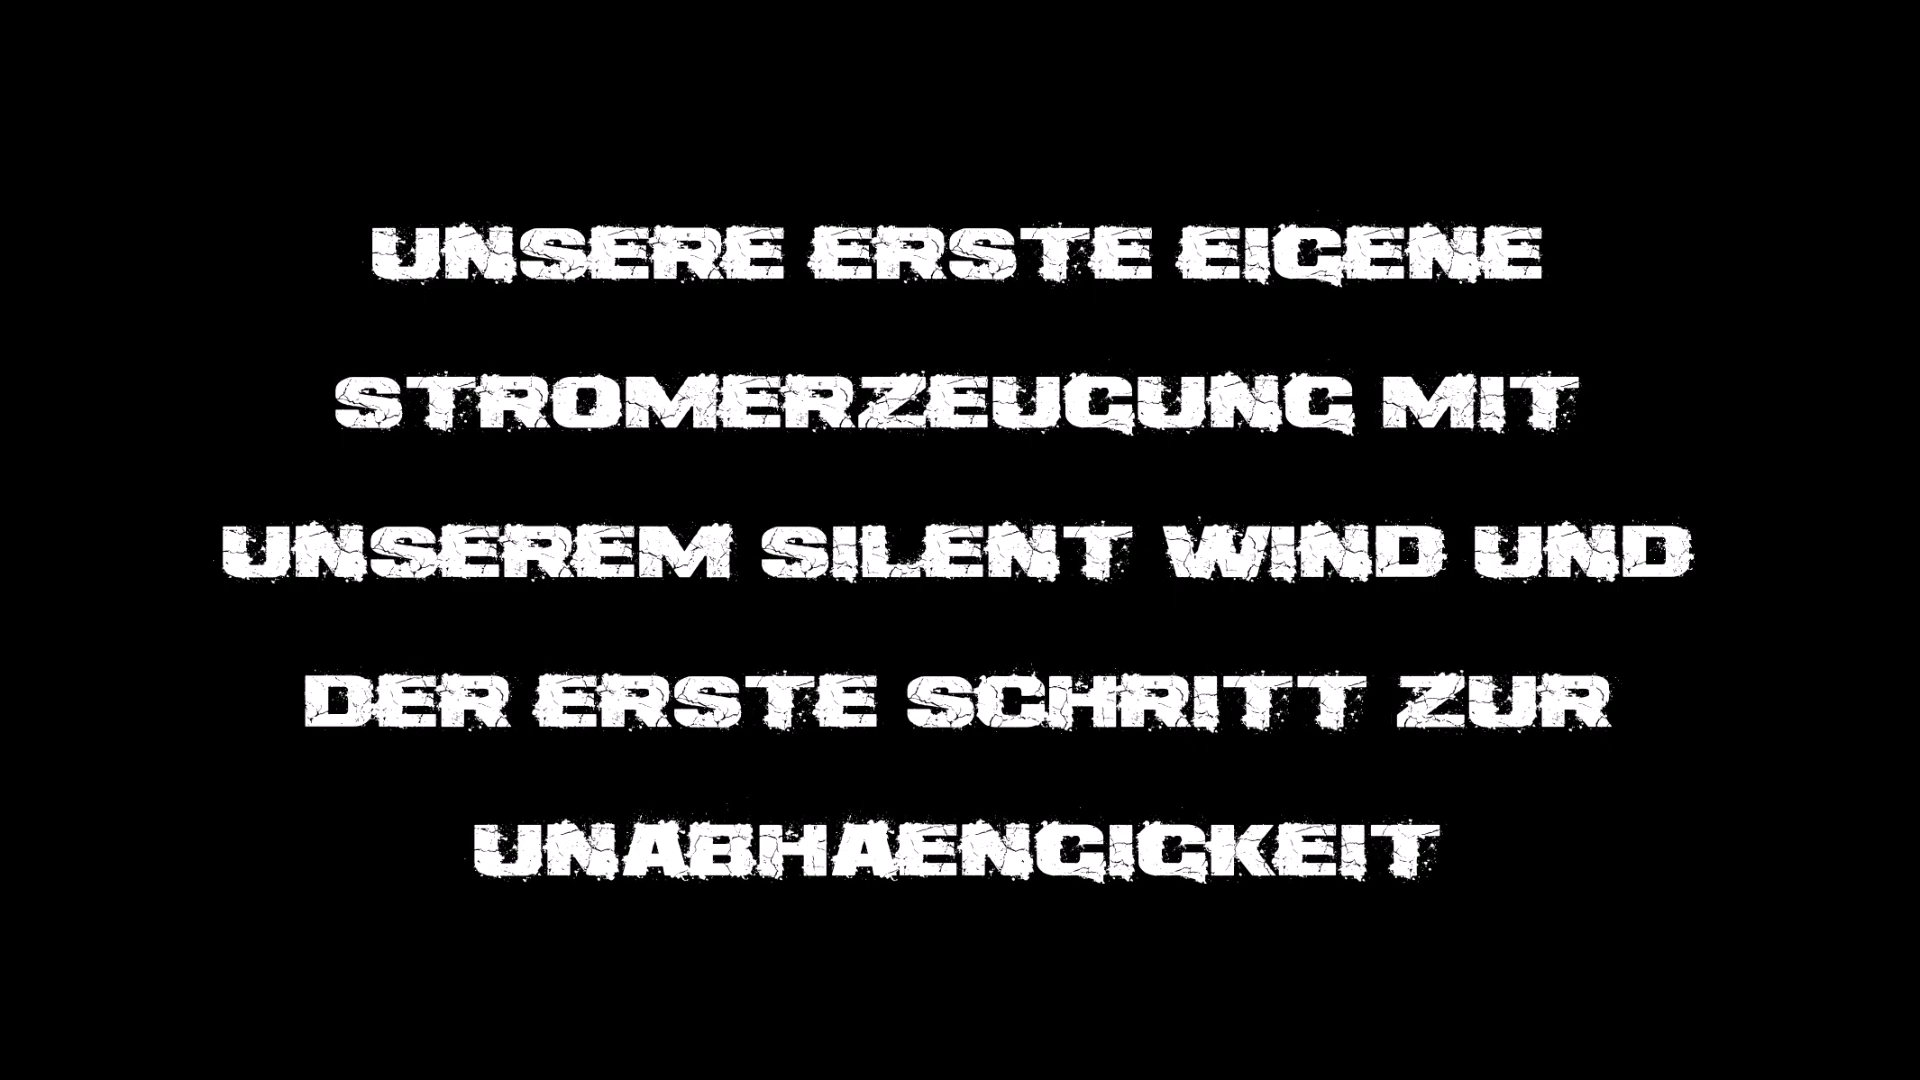 UNSERE ERSTE EIGENE
STROMERZEUGUNG MIT
UNSEREM SILENT WIND UND
DER ERSTE SCHRITT ZUR
UNABHAENGIGKEIT